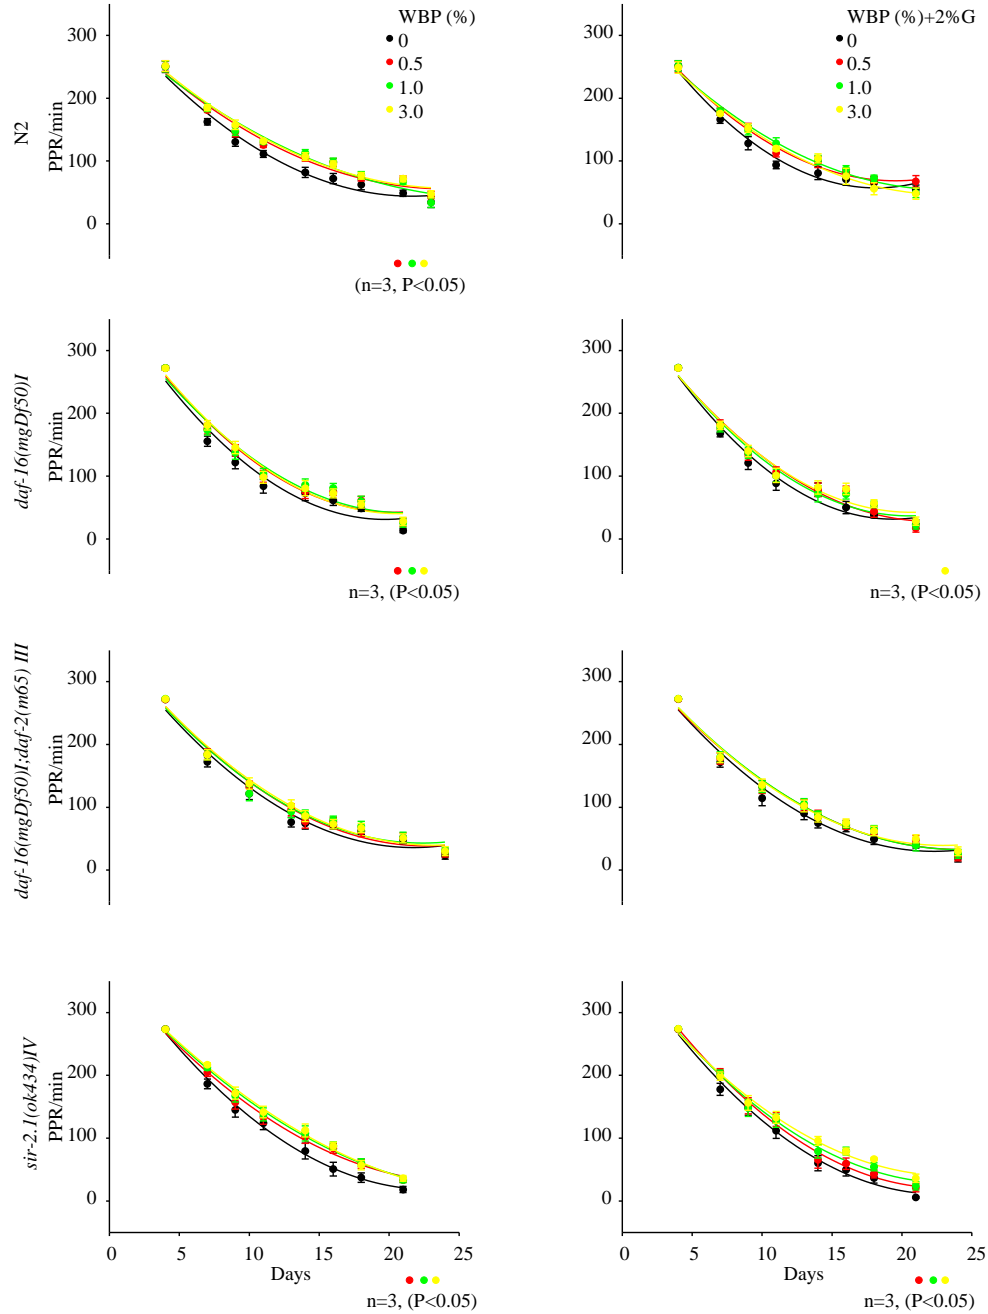 WBP (%)
0
0.5
1.0
3.0
300
200
100
0
N2
PPR/min
(n=3, P<0.05)
WBP (%)+2%G
0
0.5
1.0
3.0
300
200
100
0
daf-16(mgDf50)I
PPR/min
300
200
100
0
n=3, (P<0.05)
300
200
100
0
n=3, (P<0.05)
daf-16(mgDf50)I;daf-2(m65) III
PPR/min
300
200
100
0
300
200
100
0
sir-2.1(ok434)IV
PPR/min
300
200
100
0
0 5 10 15 20 25
Days
n=3, (P<0.05)
300
200
100
0
0 5 10 15 20 25
Days
n=3, (P<0.05)